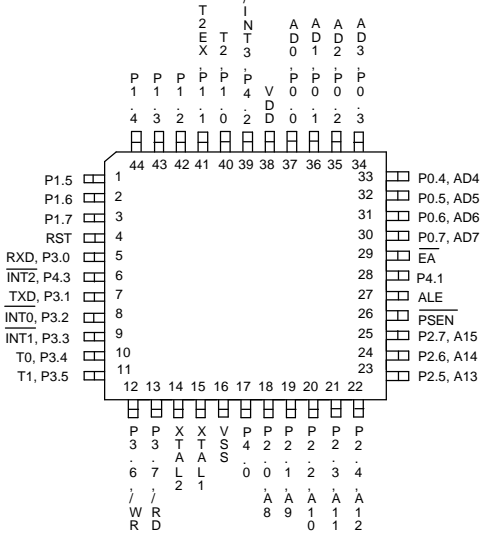 P1.4
P1.3
P1.2
T2EX,P1.1
T2,P1.0
/INT3,P4.2
VDD
AD0,P0.0
AD1,P0.1
AD2,P0.2
AD3,P0.3
44 43 42 41 40 39 38 37 36 35 34
P1.5 1
P1.6 2
P1.7 3
RST 4
RXD, P3.0 5
INT2, P4.3 6
TXD, P3.1 7
INT0, P3.2 8
INT1, P3.3 9
T0, P3.4 10
T1, P3.5 11
33 P0.4, AD4
32 P0.5, AD5
31 P0.6, AD6
30 P0.7, AD7
29 EA
28 P4.1
27 ALE
26 PSEN
25 P2.7, A15
24 P2.6, A14
23 P2.5, A13
12 13 14 15 16 17 18 19 20 21 22
P3.6,/WR
P3.7,/RD
XTAL2
XTAL1
VSS
P4.0
P2.0,A8
P2.1,A9
P2.2,A10
P2.3,A11
P2.4,A12